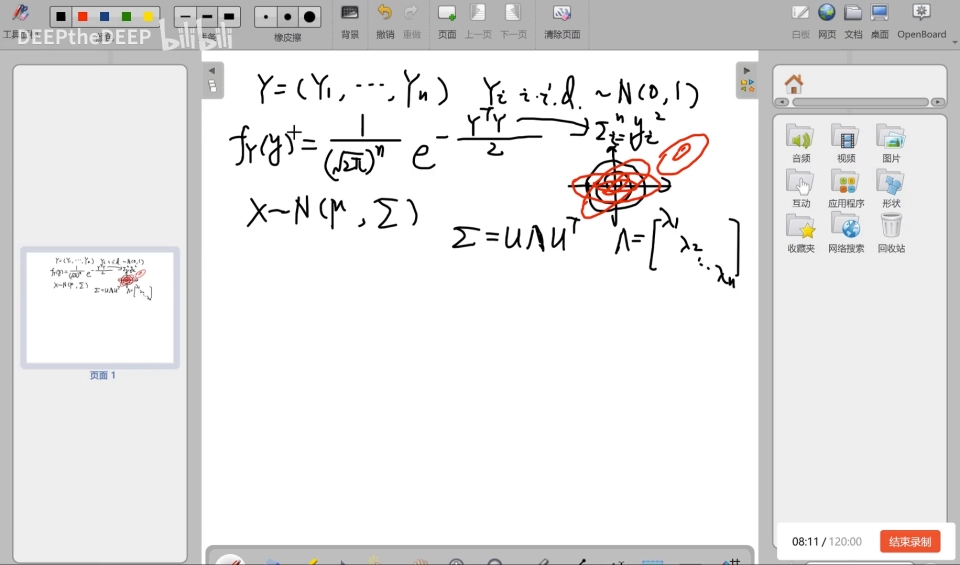 DEEPtheDEEP bilibili
橡皮擦
背景
撤销
重做
页面
上一页
下一页
清除页面
白板
网页
文档
桌面
OpenBoard
Y=(Y₁, ⋯, Yₙ) Yᵢ i.i.d. ~N(0,1)
f_Y(y)=1/(√2π)ⁿ e^(-YᵀY/2) → Σᵢ₌ⁿ yᵢ²
X~N(μ, Σ)
Σ=UΛUᵀ Λ=[λ₁ λ₂ ⋱ λₙ]
页面 1
音频
视频
图片
互动
应用程序
形状
收藏夹
网络搜索
回收站
08:11 / 120:00
结束录制